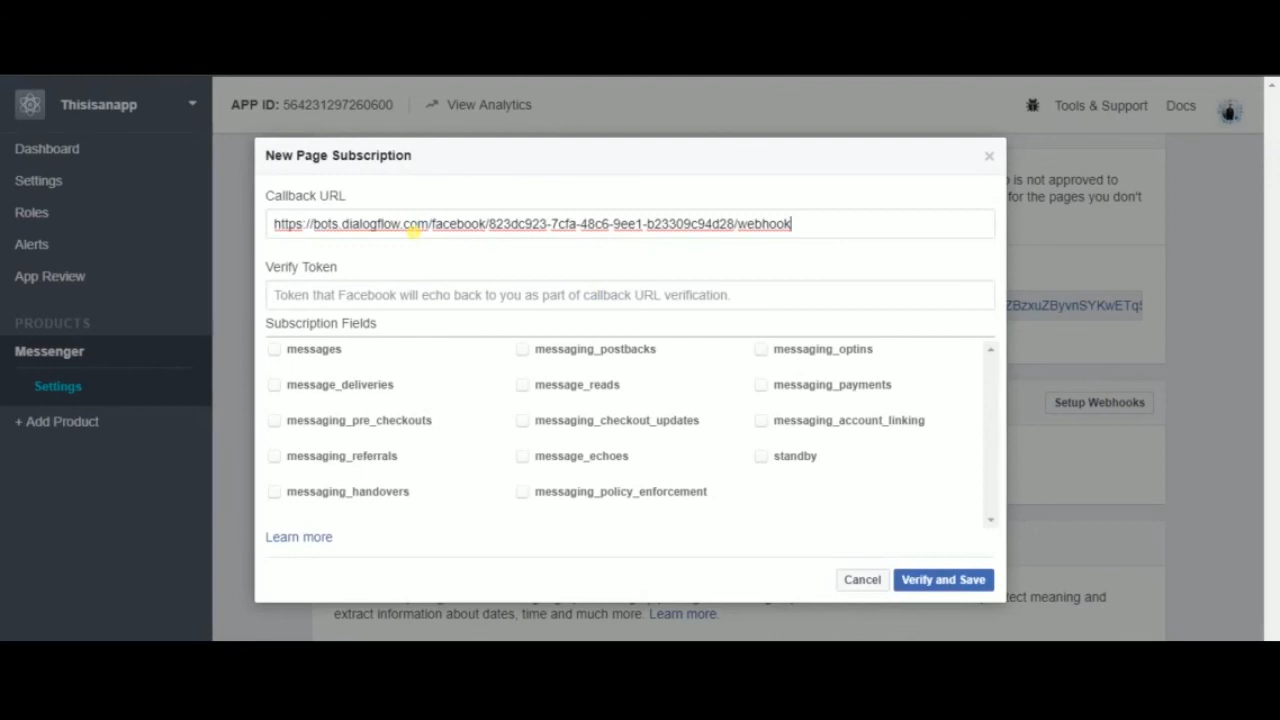 Thisisanapp
APP ID: 564231297260600
View Analytics
Tools & Support
Docs
Dashboard
Settings
Roles
Alerts
App Review
PRODUCTS
Messenger
Settings
+ Add Product
New Page Subscription
Callback URL
https://bots.dialogflow.com/facebook/823dc923-7cfa-48c6-9ee1-b23309c94d28/webhook
Verify Token
Token that Facebook will echo back to you as part of callback URL verification.
Subscription Fields
messages messaging_postbacks messaging_optins
message_deliveries message_reads messaging_payments
messaging_pre_checkouts messaging_checkout_updates messaging_account_linking
messaging_referrals message_echoes standby
messaging_handovers messaging_policy_enforcement
Learn more
Cancel
Verify and Save
is not approved to
for the pages you don't
ZBzxuZByvnSYKwETq
Setup Webhooks
meaning and
extract information about dates, time and much more. Learn more.